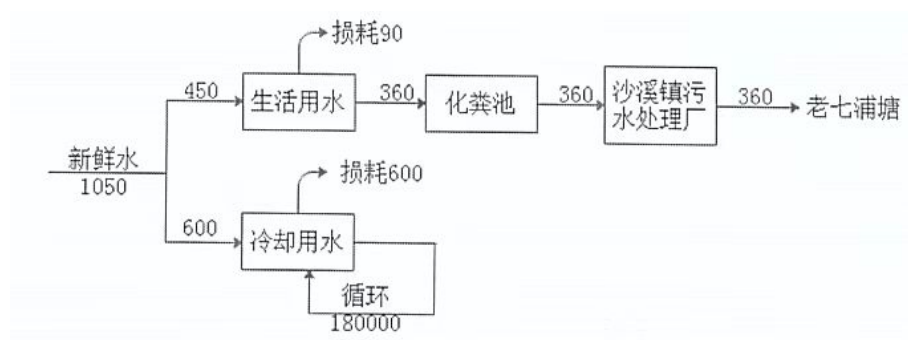 损耗90
450
生活用水
360
化粪池
360
沙溪镇污
水处理厂
360
老七浦塘
新鲜水
1050
损耗600
600
冷却用水
循环
180000